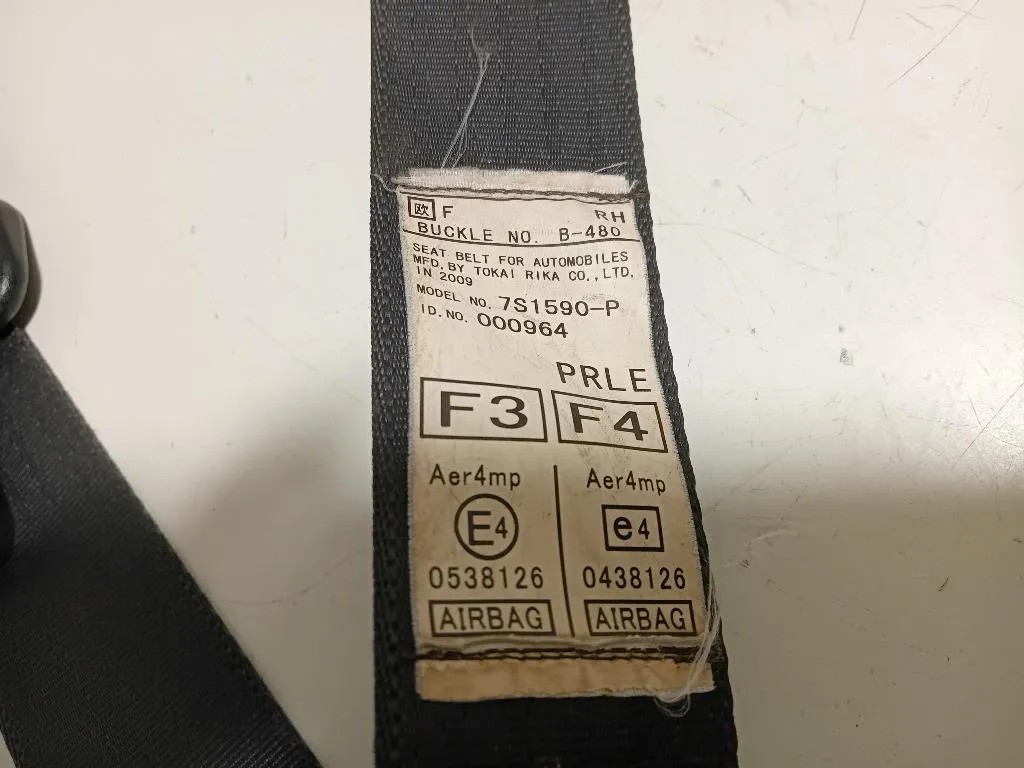 欧 F RH
BUCKLE NO. B-480
SEAT BELT FOR AUTOMOBILES
MFD. BY TOKAI RIKA CO., LTD.
IN 2009
MODEL NO. 7S1590-P
I D. NO. 000964
PRLE
F3 F4
Aer4mp Aer4mp
E4 e4
0538126 0438126
AIRBAG AIRBAG